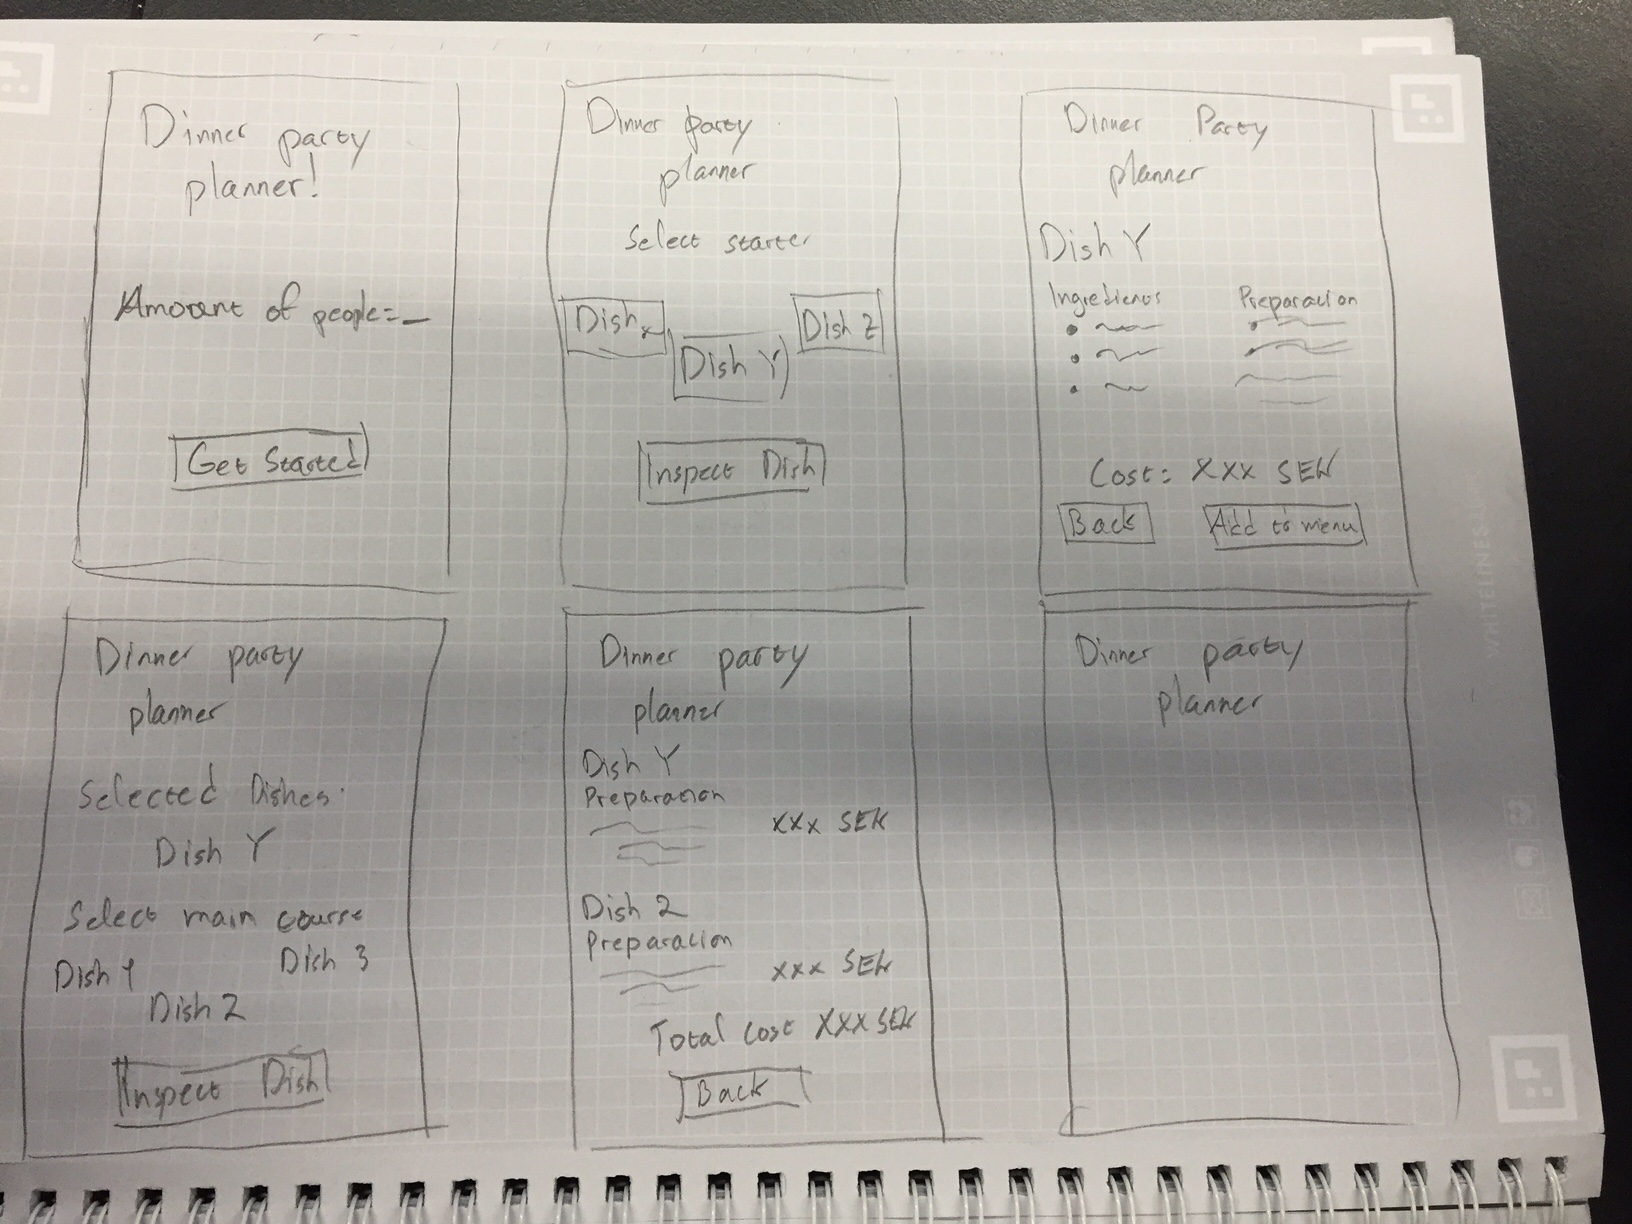 Dinner party
planner!
Amount of people: _
Get Started
Dinner party
planner
Select starter
Dish x
Dish Y
Dish Z
Inspect Dish
Dinner Party
planner
Dish Y
Ingredients
Preparation
Cost: XXX SEK
Back
Add to menu
Dinner party
planner
Selected Dishes:
Dish Y
Select main course
Dish Y
Dish 2
Dish 3
Inspect Dish
Dinner party
planner
Dish Y
Preparation
XXX SEK
Dish 2
Preparation
XXX SEK
Total cost XXX SEK
Back
Dinner party
planner
WHITELINES